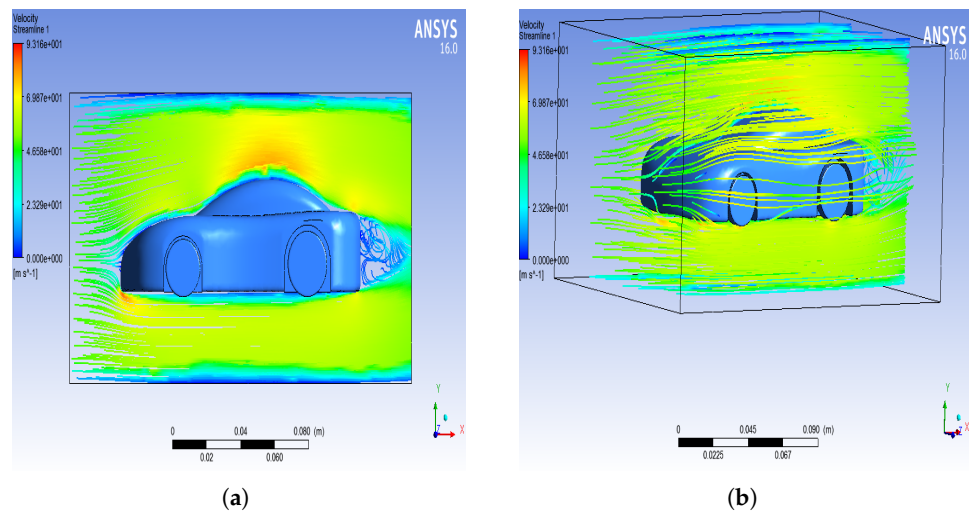 Velocity
Streamline 1
9.316e+001
6.987e+001
4.658e+001
2.329e+001
0.000e+000
[m s^-1]
ANSYS
16.0
0 0.04 0.080 (m)
0.02 0.060
Y
X
Z
(a)
Velocity
Streamline 1
9.316e+001
6.987e+001
4.658e+001
2.329e+001
0.000e+000
[m s^-1]
ANSYS
16.0
0 0.045 0.090 (m)
0.0225 0.067
Y
X
Z
(b)